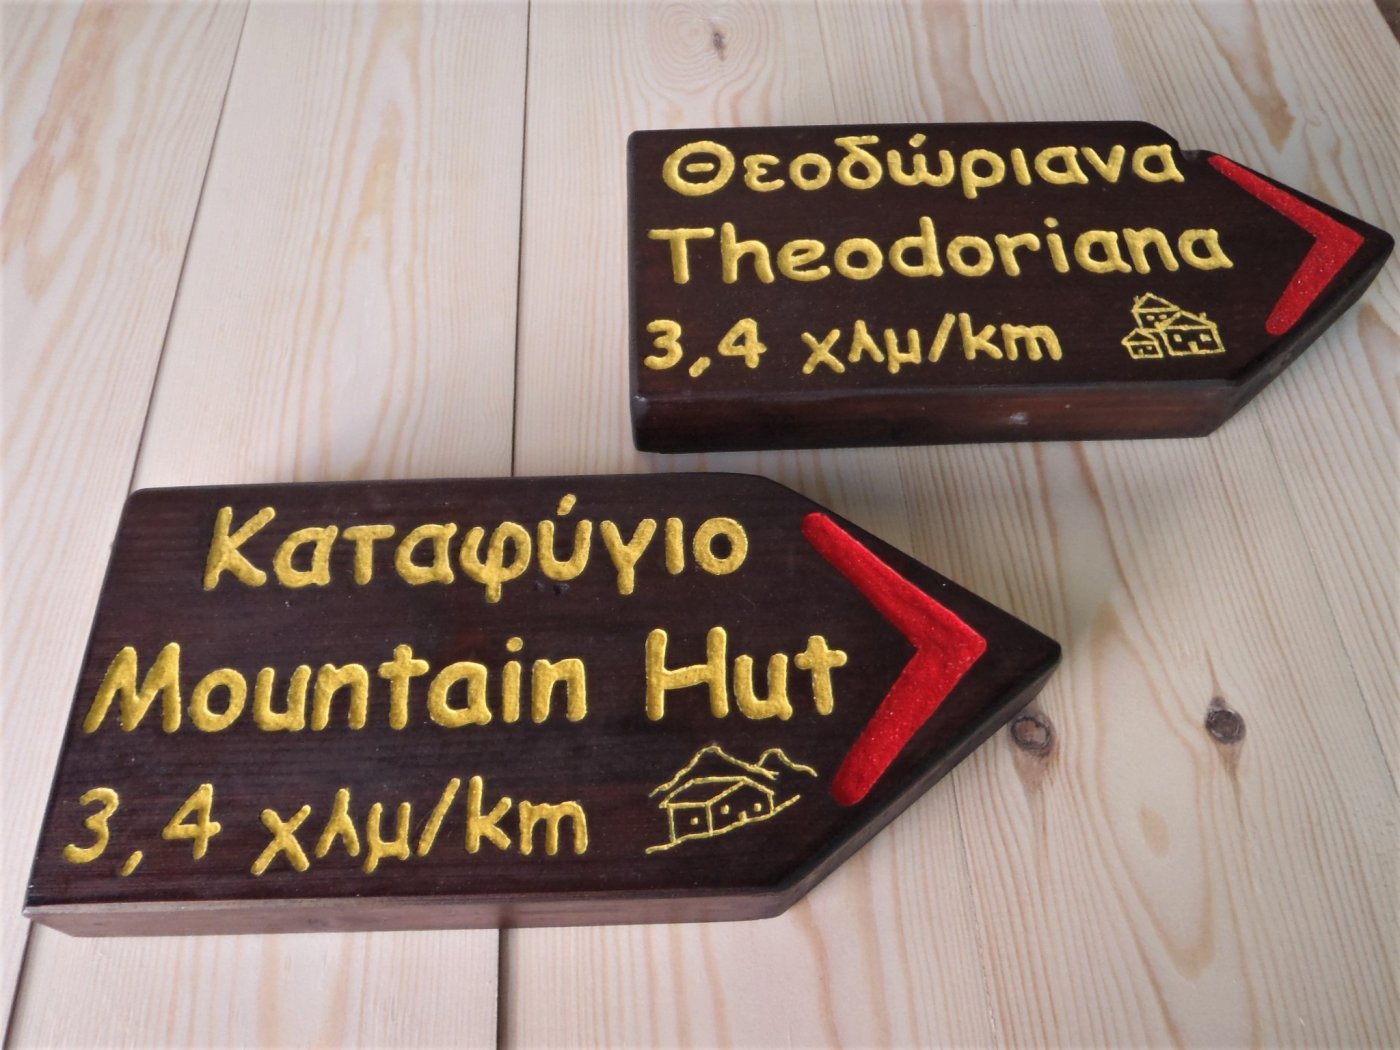 Θεοδώριανα
Theodoriana
3,4 χλμ/km
Καταφύγιο
Mountain Hut
3,4 χλμ/km